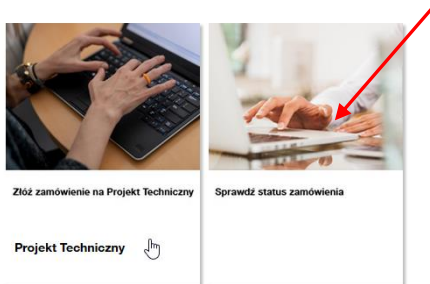 Złóż zamówienie na Projekt Techniczny
Sprawdź status zamówienia
Projekt Techniczny